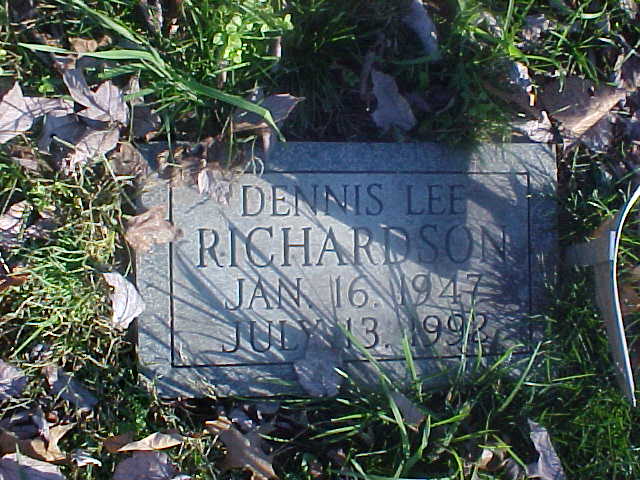 DENNIS LEE
RICHARDSON
JAN. 16. 1947
JULY 13. 1992